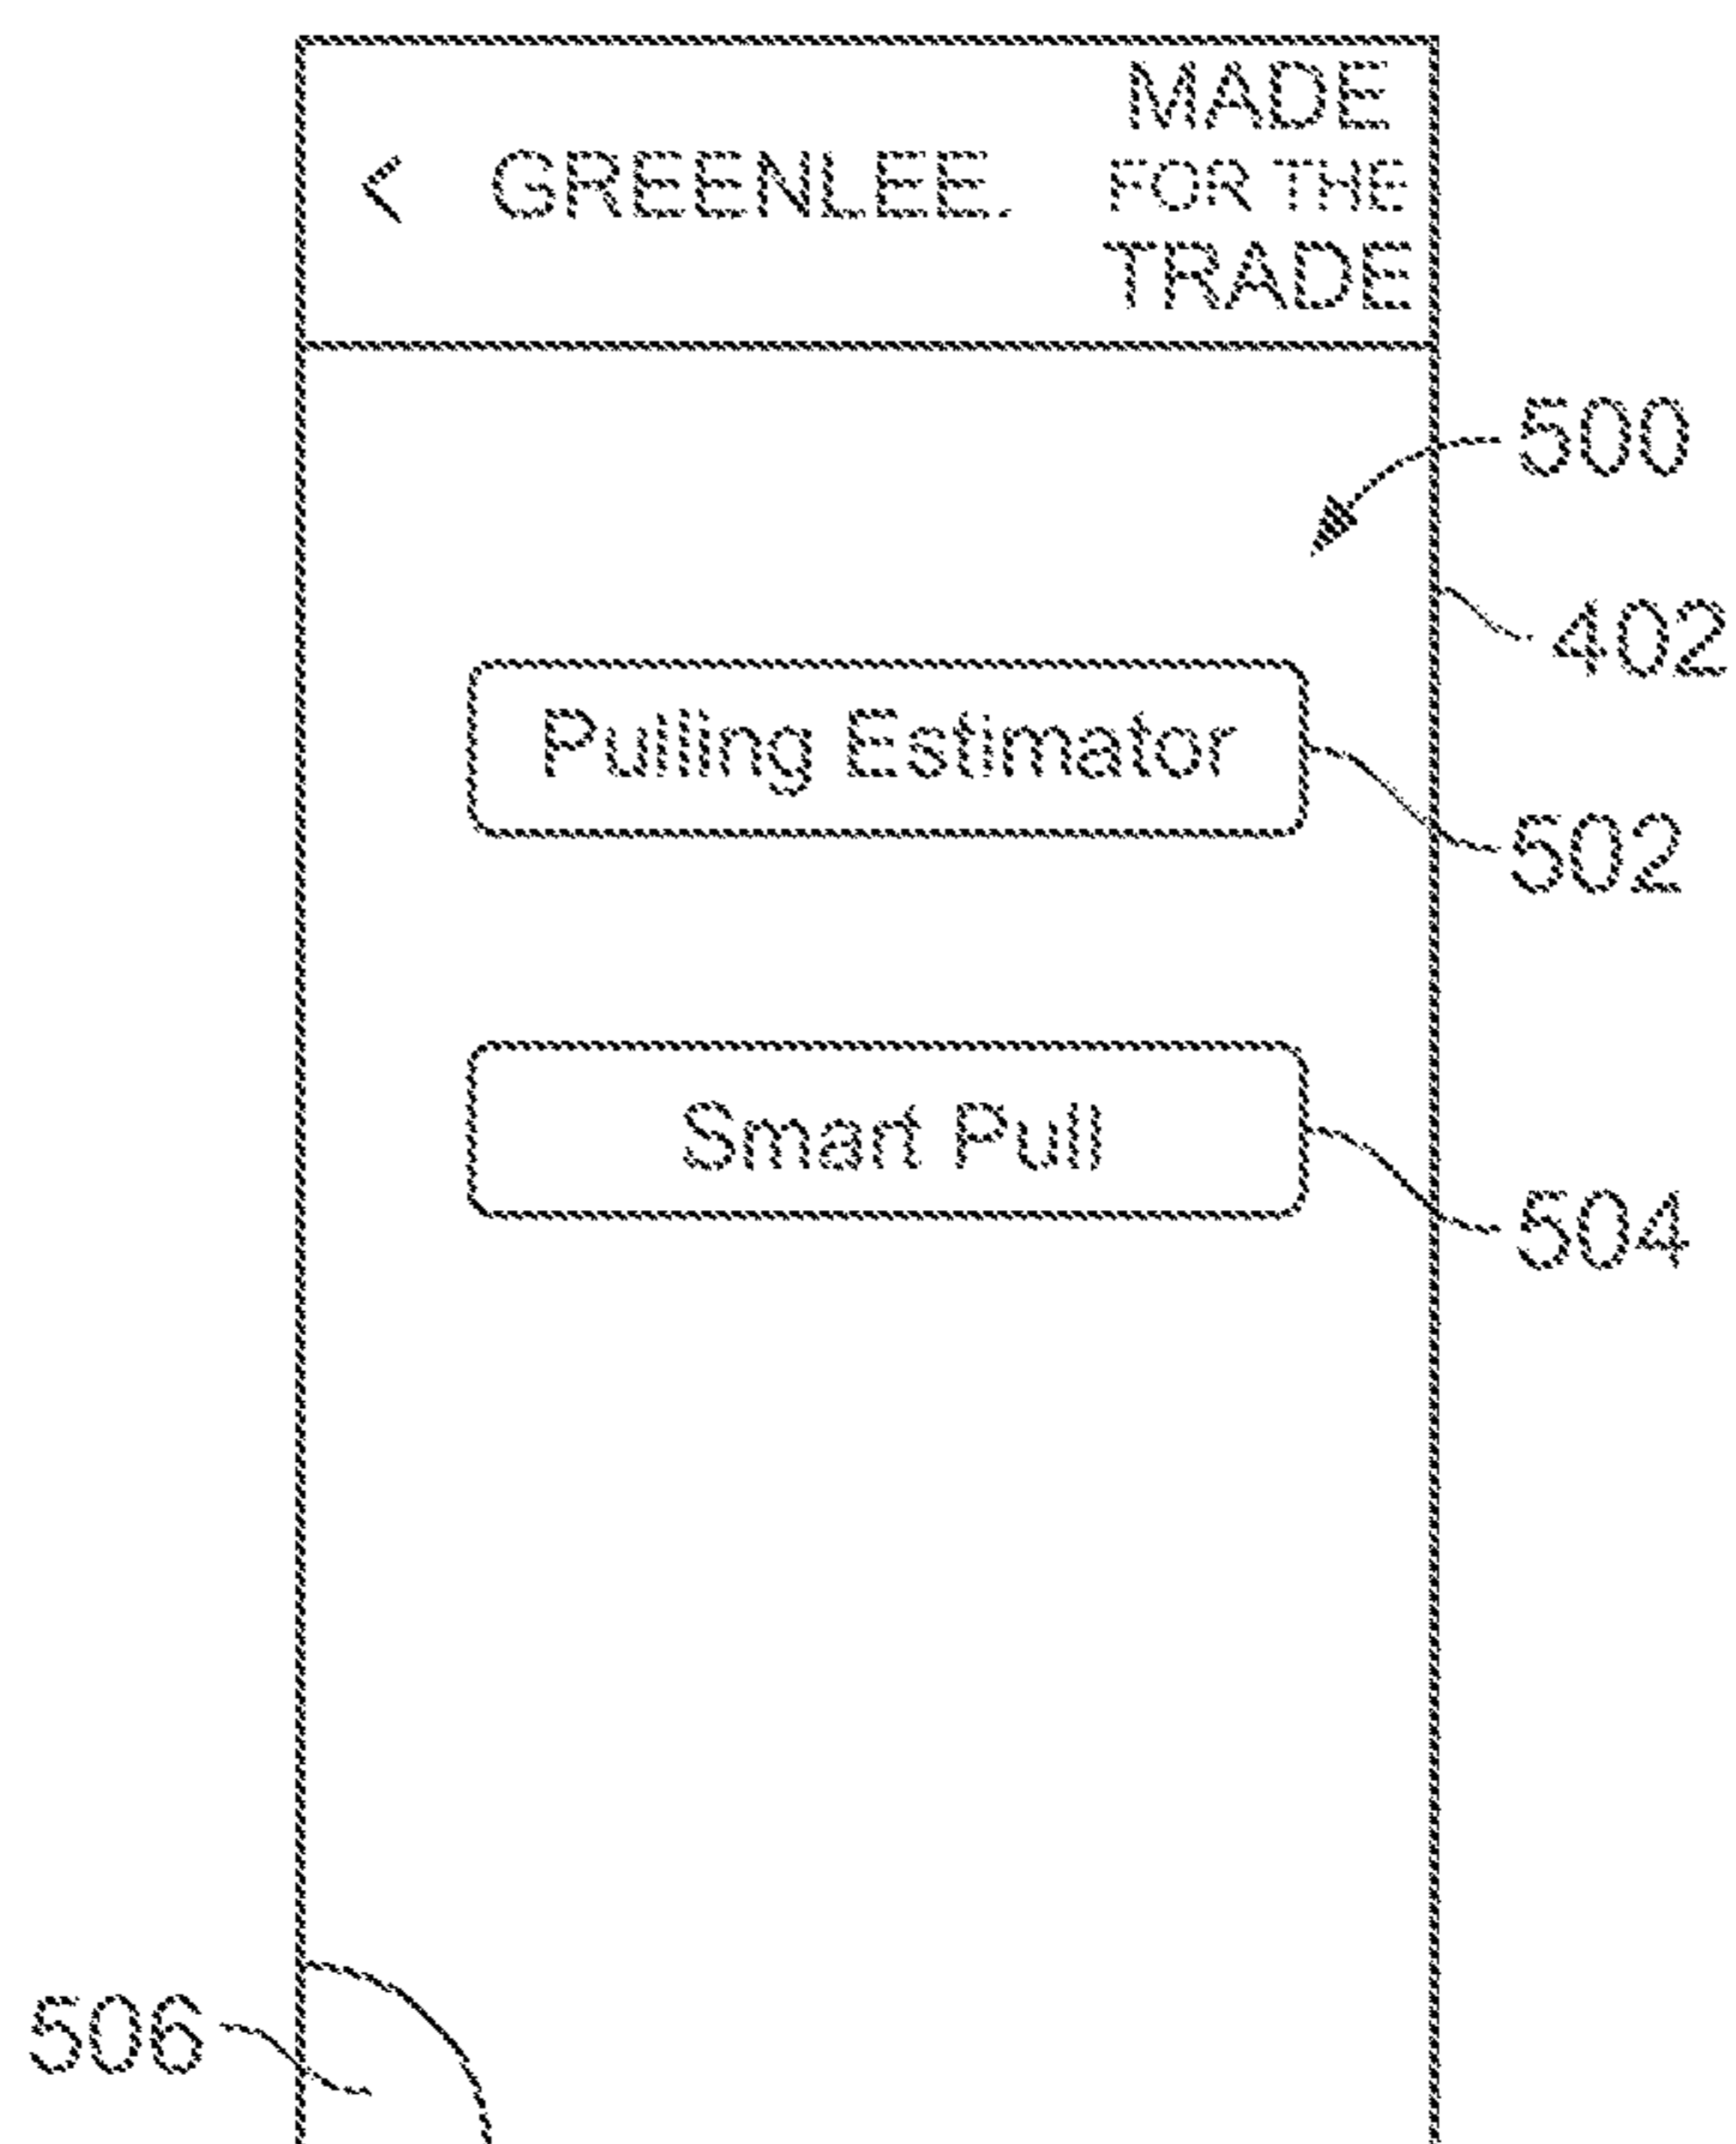 MADE
< GREENLEE. FOR THE
TRADE
500
402
Pulling Estimator
502
Smart Pull
504
506